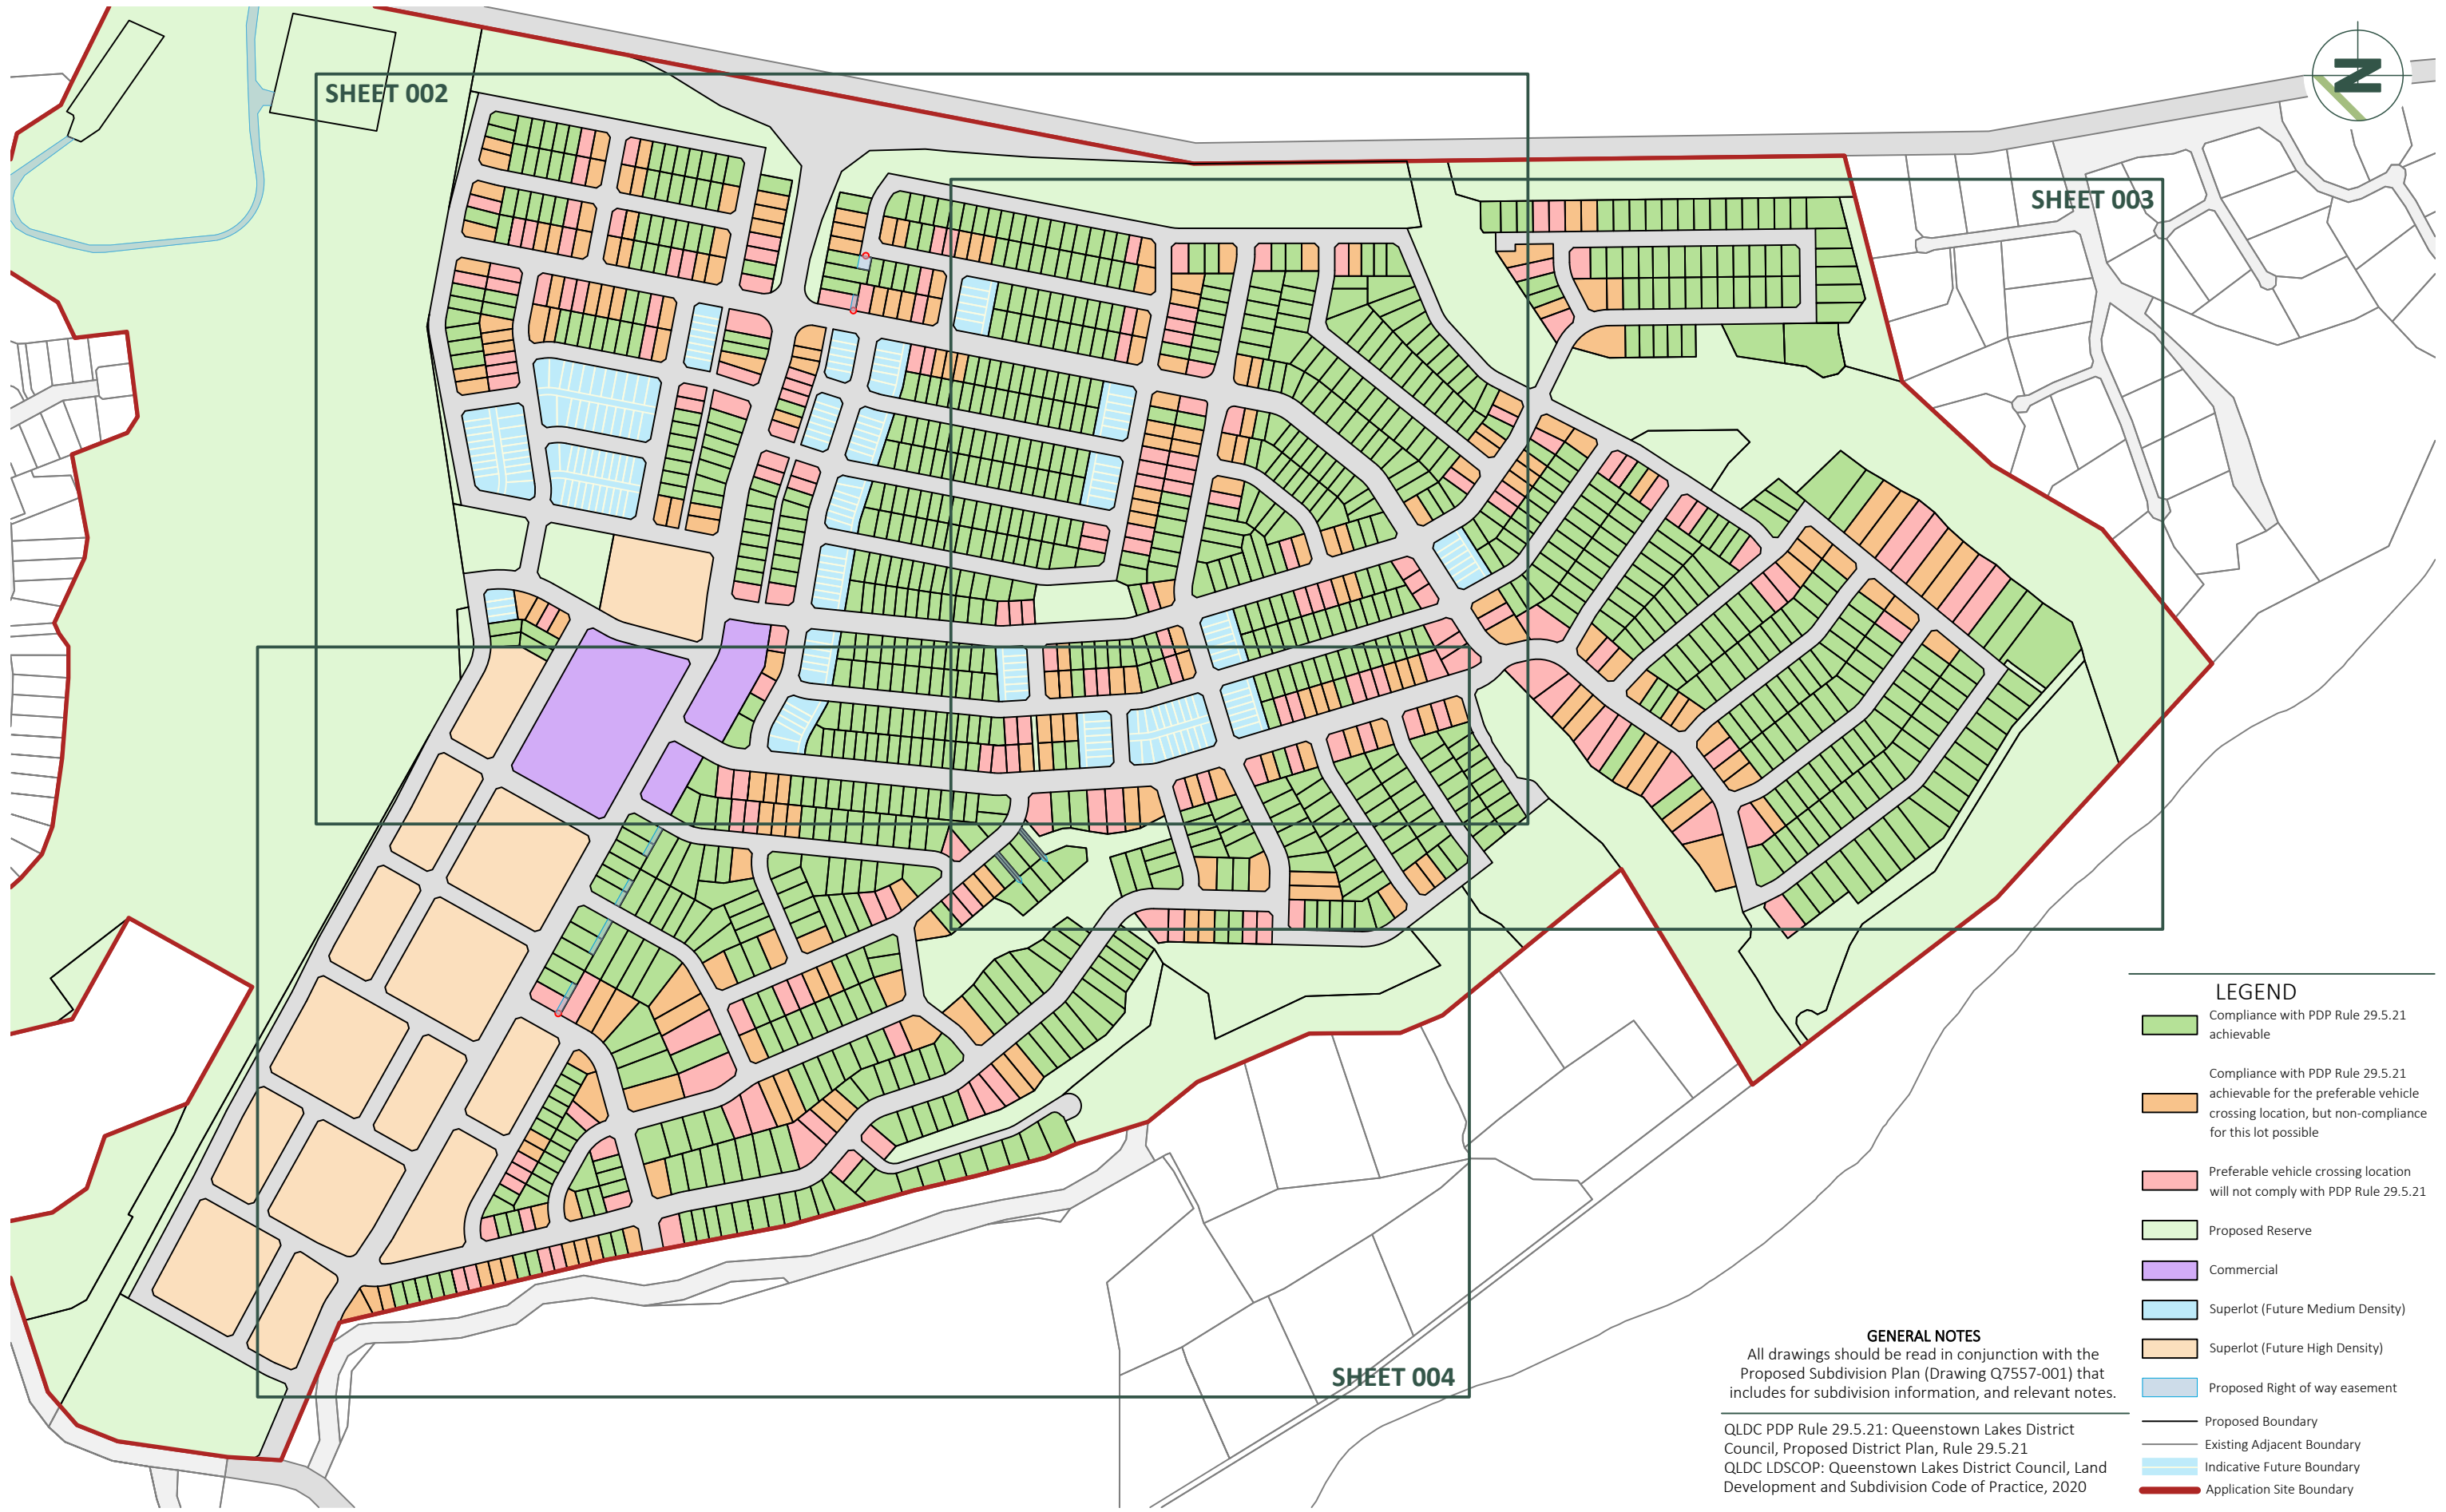 SHEET 002
N
SHEET 003
SHEET 004
LEGEND
Compliance with PDP Rule 29.5.21
achievable
Compliance with PDP Rule 29.5.21
achievable for the preferable vehicle
crossing location, but non-compliance
for this lot possible
Preferable vehicle crossing location
will not comply with PDP Rule 29.5.21
Proposed Reserve
Commercial
Superlot (Future Medium Density)
Superlot (Future High Density)
Proposed Right of way easement
Proposed Boundary
Existing Adjacent Boundary
Indicative Future Boundary
Application Site Boundary
GENERAL NOTES
All drawings should be read in conjunction with the
Proposed Subdivision Plan (Drawing Q7557-001) that
includes for subdivision information, and relevant notes.
QLDC PDP Rule 29.5.21: Queenstown Lakes District
Council, Proposed District Plan, Rule 29.5.21
QLDC LDSCOP: Queenstown Lakes District Council, Land
Development and Subdivision Code of Practice, 2020